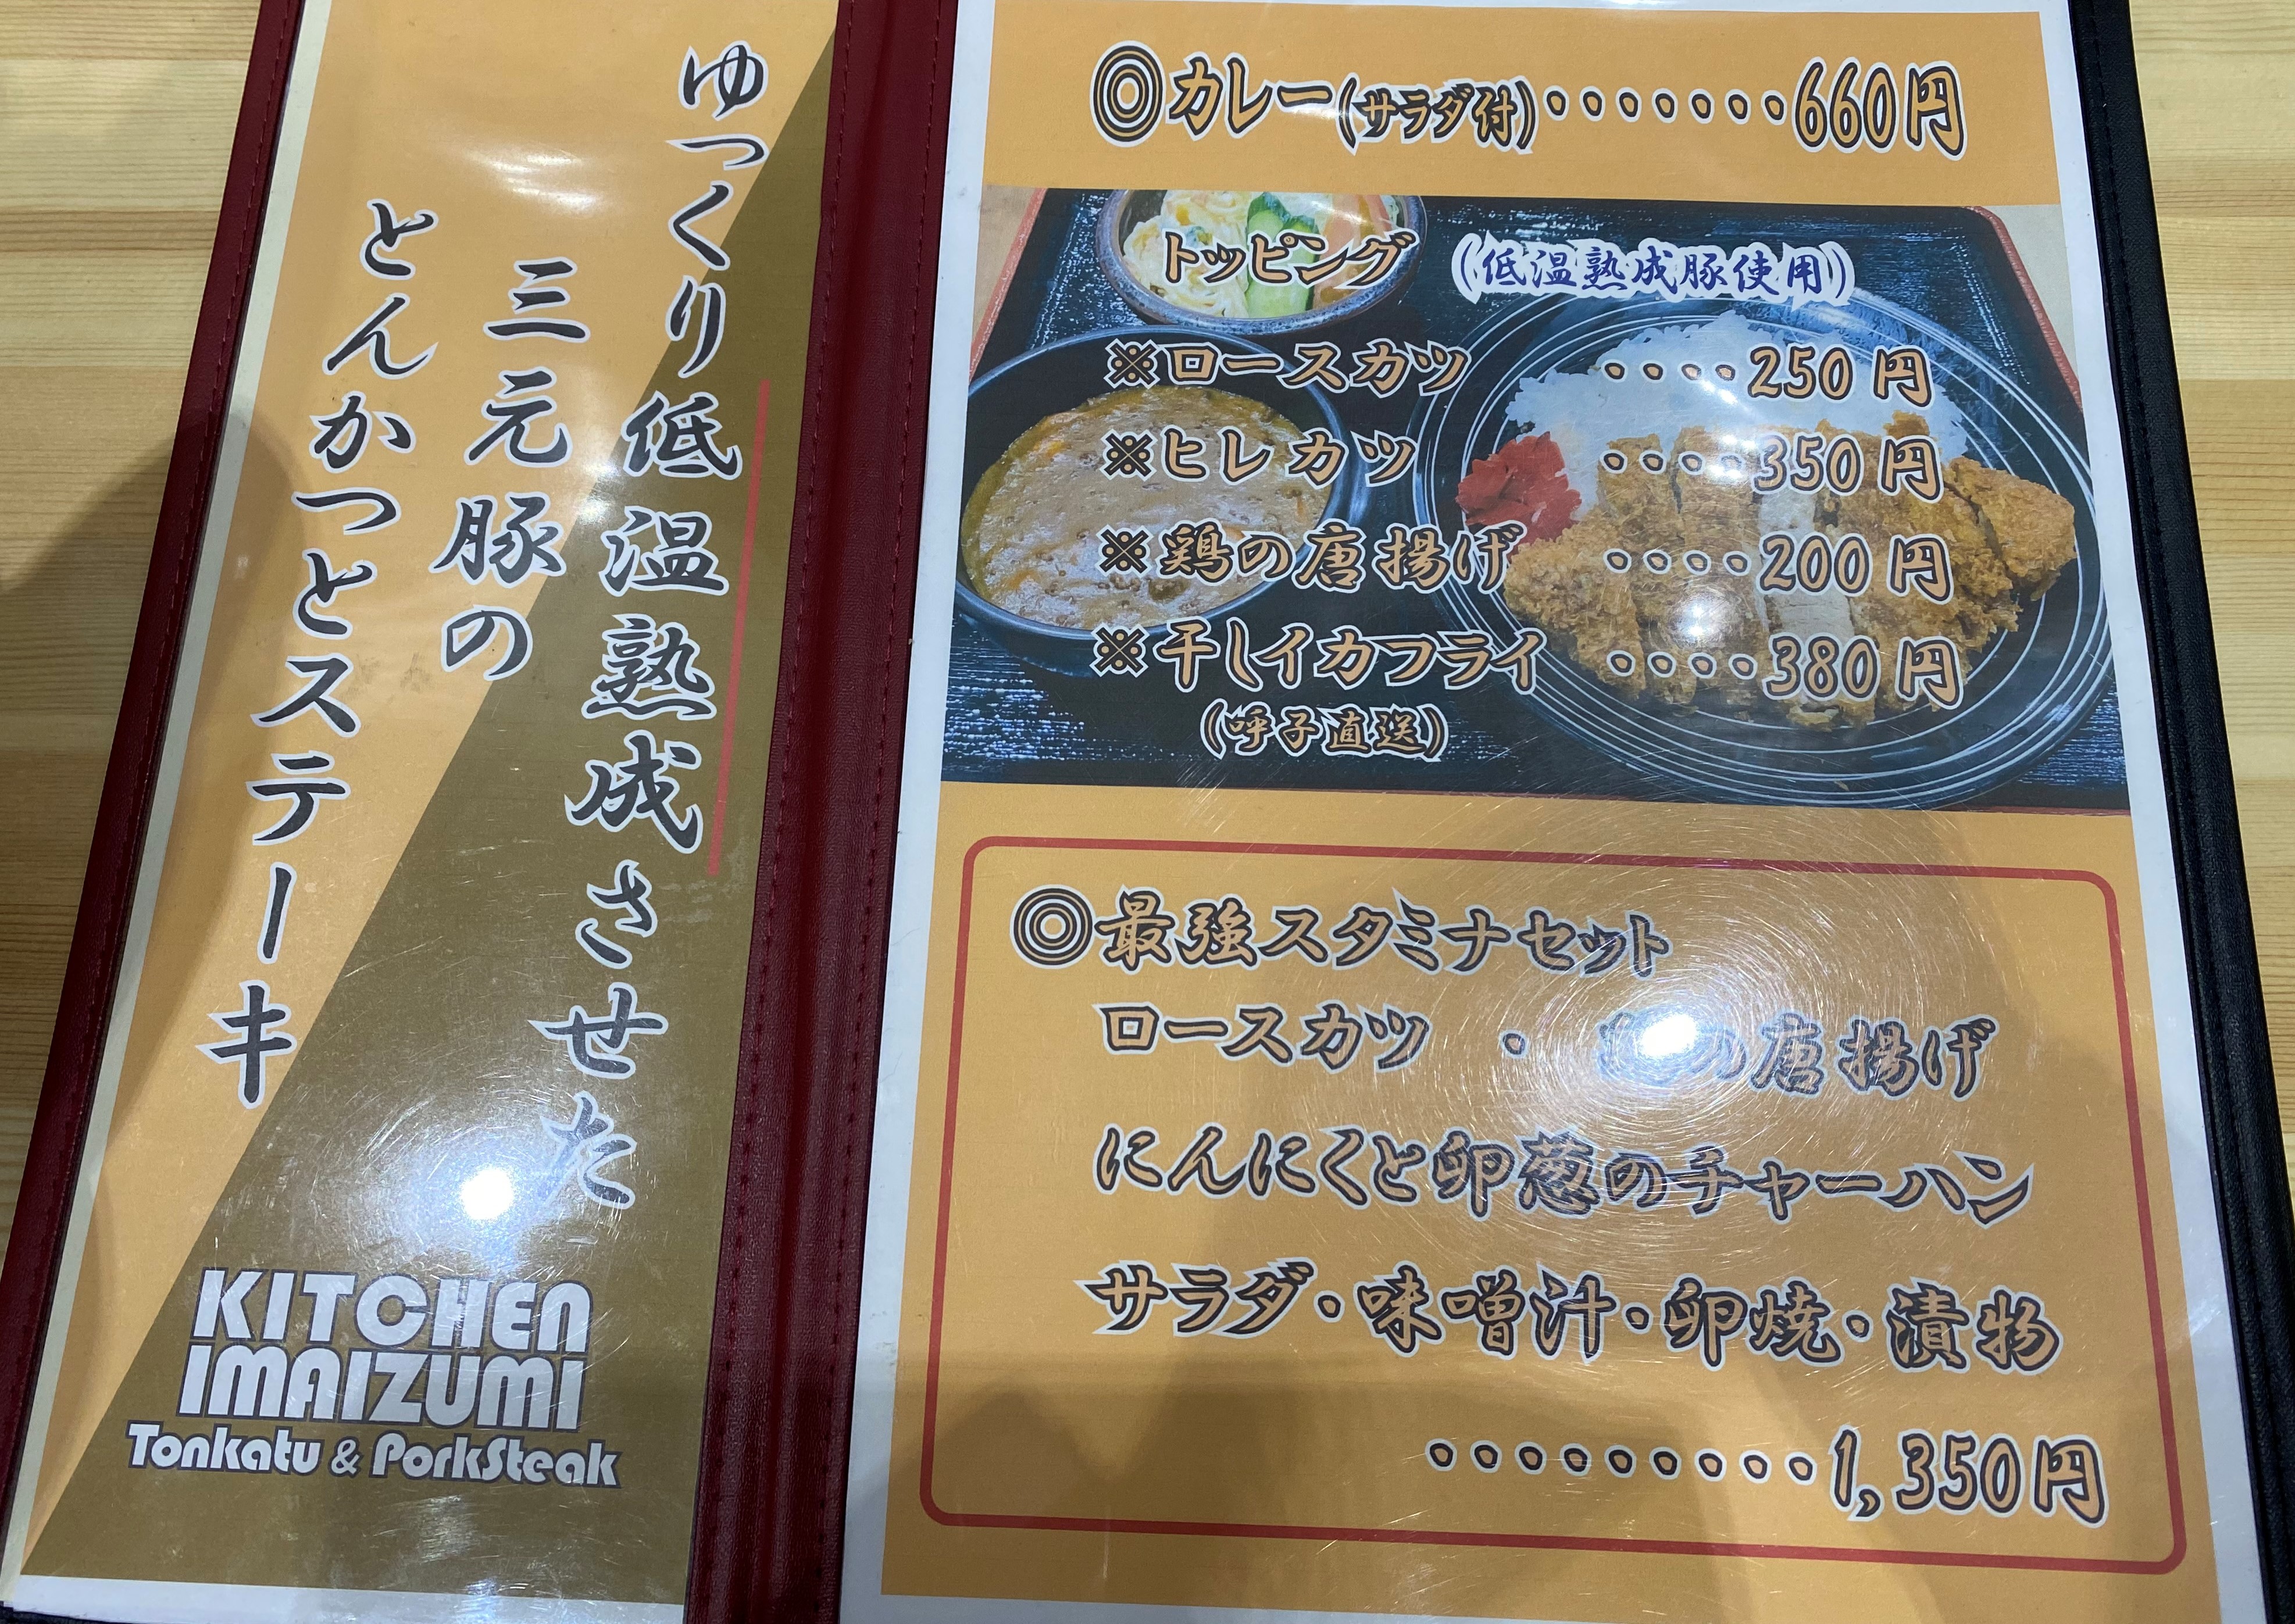 ゆっくり低温熟成させた
三元豚の
とんかつとステーキ
KITCHEN
IMAIZUMI
Tonkatu & PorkSteak
◎カレー(サラダ付)・・・・・・・660円
トッピング (低温熟成豚使用)
※ロースカツ ・・・・250円
※ヒレカツ ・・・・350円
※鶏の唐揚げ ・・・・200円
※干しイカフライ ・・・・380円
(呼子直送)
◎最強スタミナセット
ロースカツ ・ 鶏の唐揚げ
にんにくと卵葱のチャーハン
サラダ・味噌汁・卵焼・漬物
・・・・・・・・・・1,350円